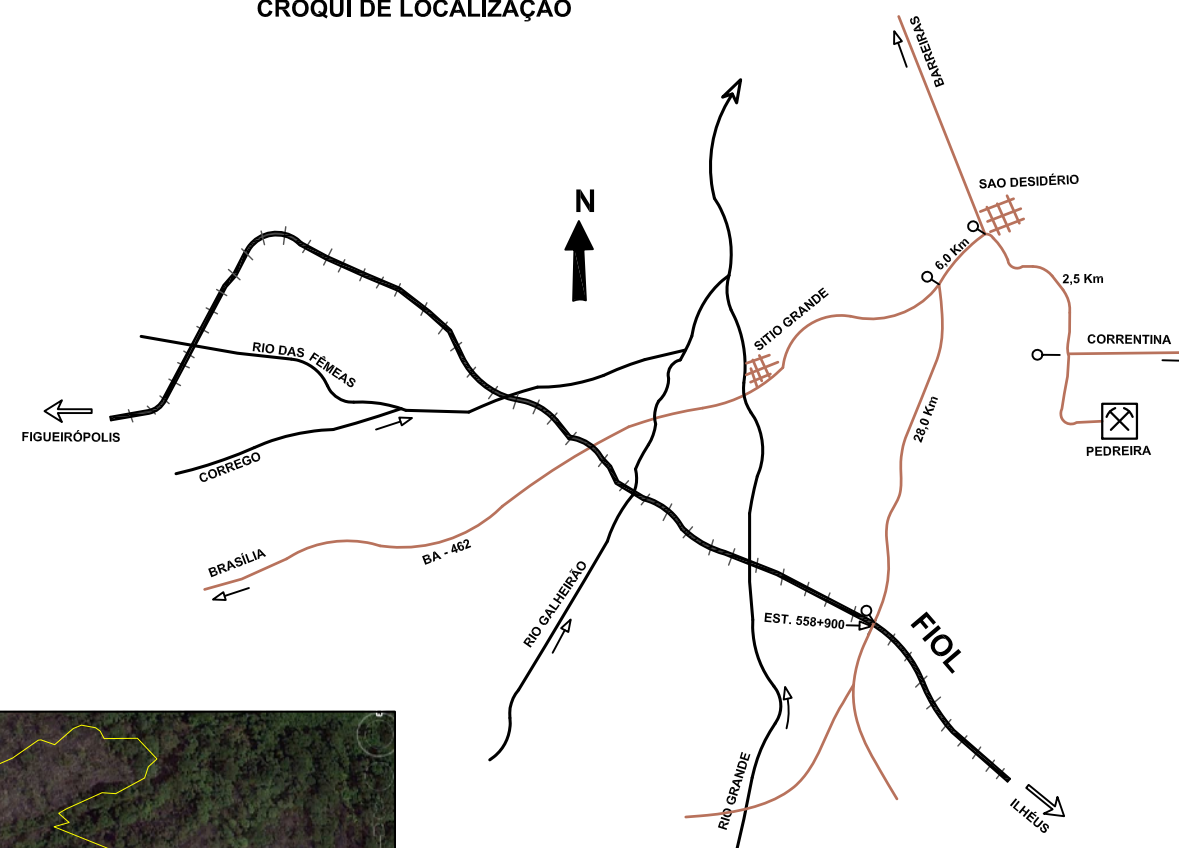 CROQUI DE LOCALIZAÇÃO
BARREIRAS
SAO DESIDÉRIO
N
6,0 Km
2,5 Km
SITIO GRANDE
CORRENTINA
RIO DAS FÊMEAS
28,0 Km
FIGUEIRÓPOLIS
PEDREIRA
CORREGO
BA - 462
BRASÍLIA
RIO GALHEIRÃO
EST. 558+900
FIOL
RIO GRANDE
ILHÉUS